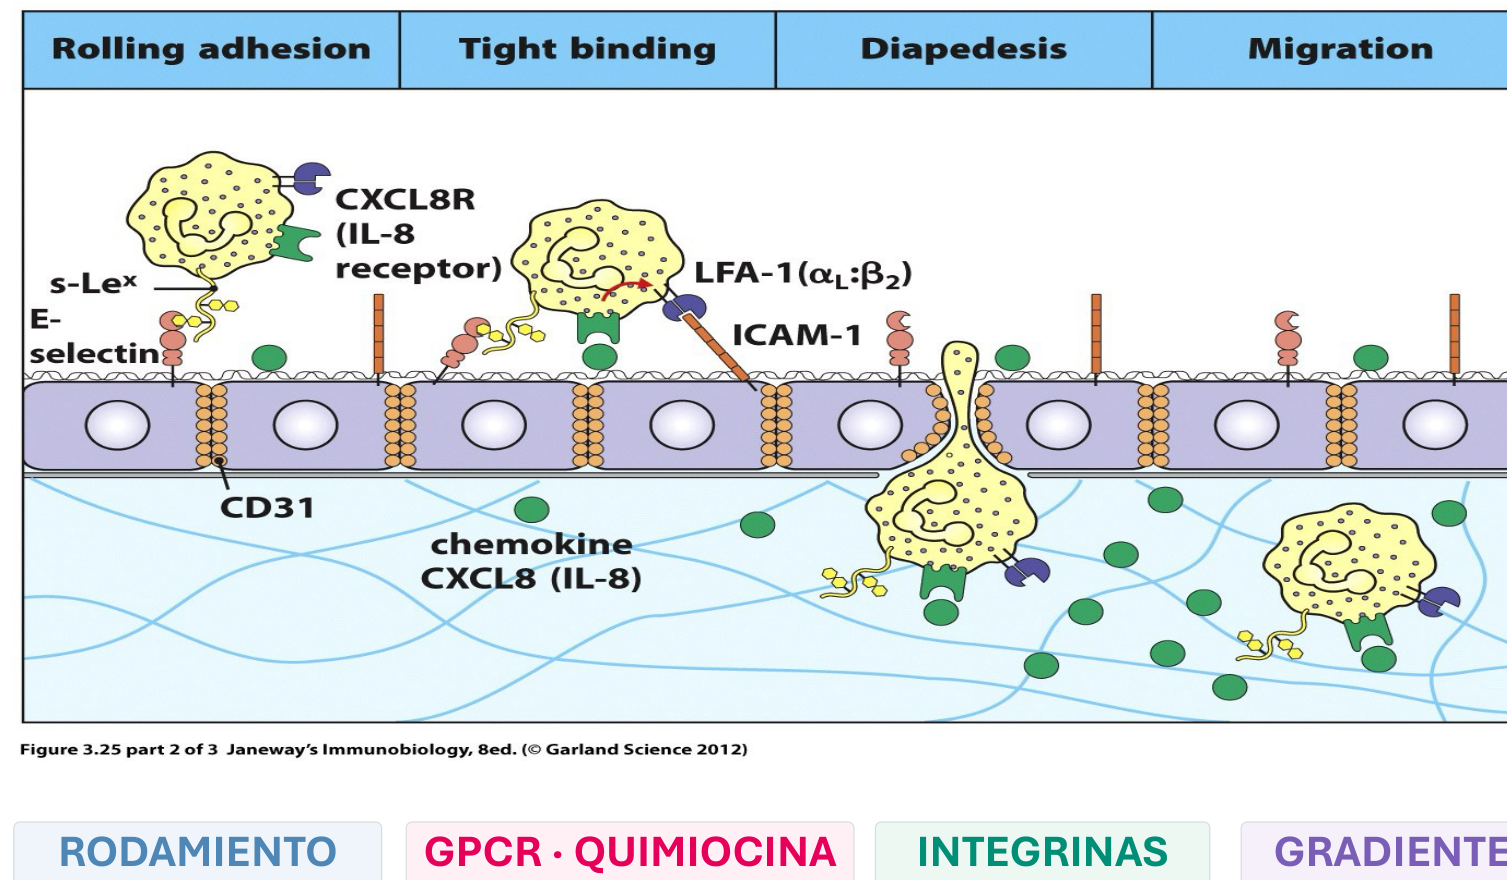 Rolling adhesion
Tight binding
Diapedesis
Migration
CXCL8R
(IL-8
receptor)
s-Leˣ
E-
selectin
LFA-1(αL:β2)
ICAM-1
CD31
chemokine
CXCL8 (IL-8)
Figure 3.25 part 2 of 3 Janeway's Immunobiology, 8ed. (© Garland Science 2012)
RODAMIENTO
GPCR · QUIMIOCINA
INTEGRINAS
GRADIENTE